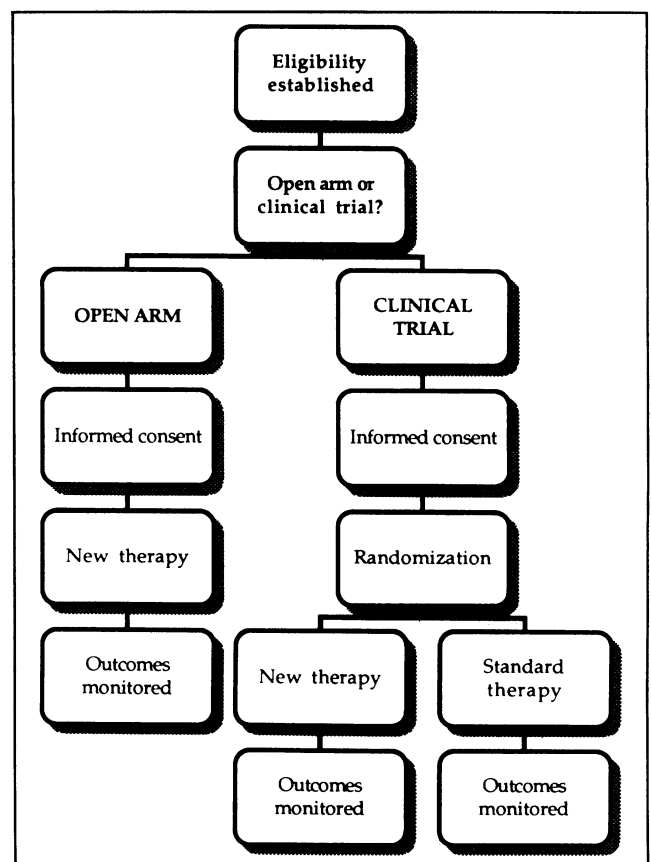 Eligibility
established
Open arm or
clinical trial?
OPEN ARM
CLINICAL
TRIAL
Informed consent
Informed consent
New therapy
Randomization
Outcomes
monitored
New therapy
Standard
therapy
Outcomes
monitored
Outcomes
monitored